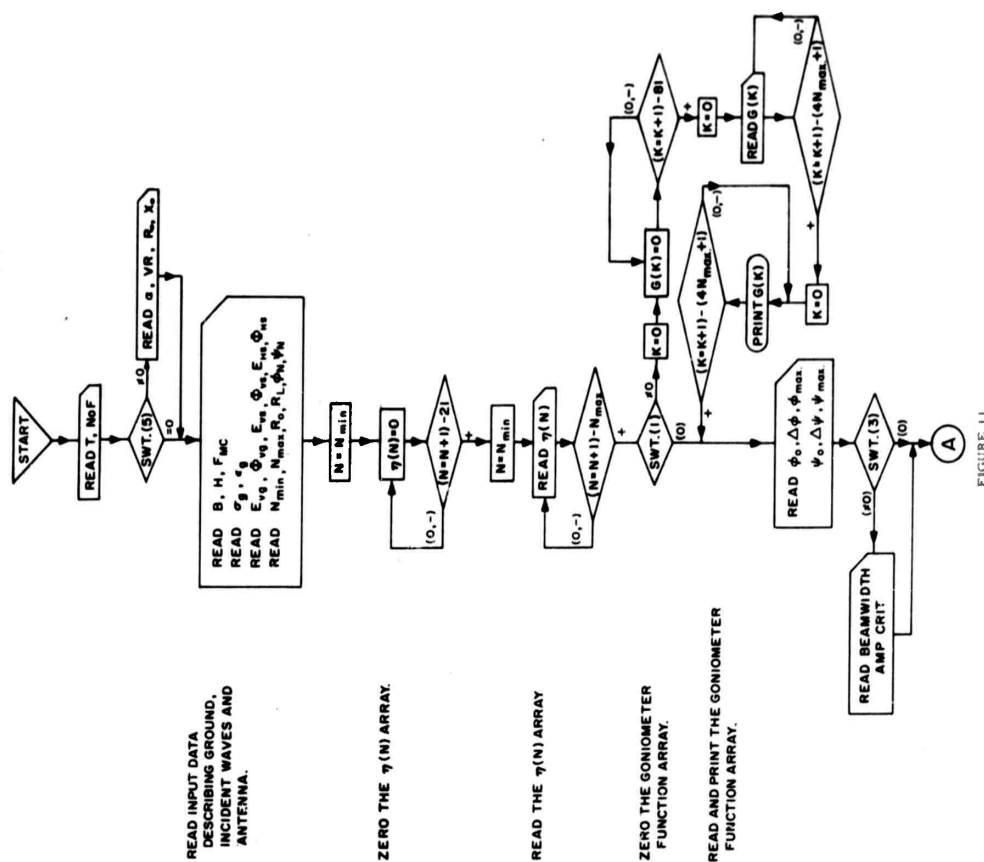 START
READ T, NoF
SWT.(5)
≠0
=0
READ α, VR, R∞, X∞
READ INPUT DATA
DESCRIBING GROUND,
INCIDENT WAVES AND
ANTENNA.
READ B, H, FMC
READ σg, εg
READ Evg, Φvg, Evs, Φvs, EHS, ΦHS
READ Nmin, Nmax, R, Ro, RL, ϕN, ψN
N = Nmin
ZERO THE η(N) ARRAY.
η(N)=0
(N=N+1)-21
(0,-)
+
N=Nmin
READ THE η(N) ARRAY
READ η(N)
(N=N+1)-Nmax
(0,-)
+
ZERO THE GONIOMETER
FUNCTION ARRAY.
SWT.(1)
≠0
(0)
K=0
G(K)=0
(K=K+1)-81
(0,-)
+
K=0
READ G(K)
(K=K+1)-(4Nmax+1)
(0,-)
+
K=0
PRINT G(K)
(K=K+1)-(4Nmax+1)
(0,-)
+
READ AND PRINT THE GONIOMETER
FUNCTION ARRAY.
READ ϕo, Δϕ, ϕmax.
ψo, Δψ, ψmax.
SWT.(3)
(≠0)
(0)
READ BEAMWIDTH
AMP CRIT
A
FIGURE 11